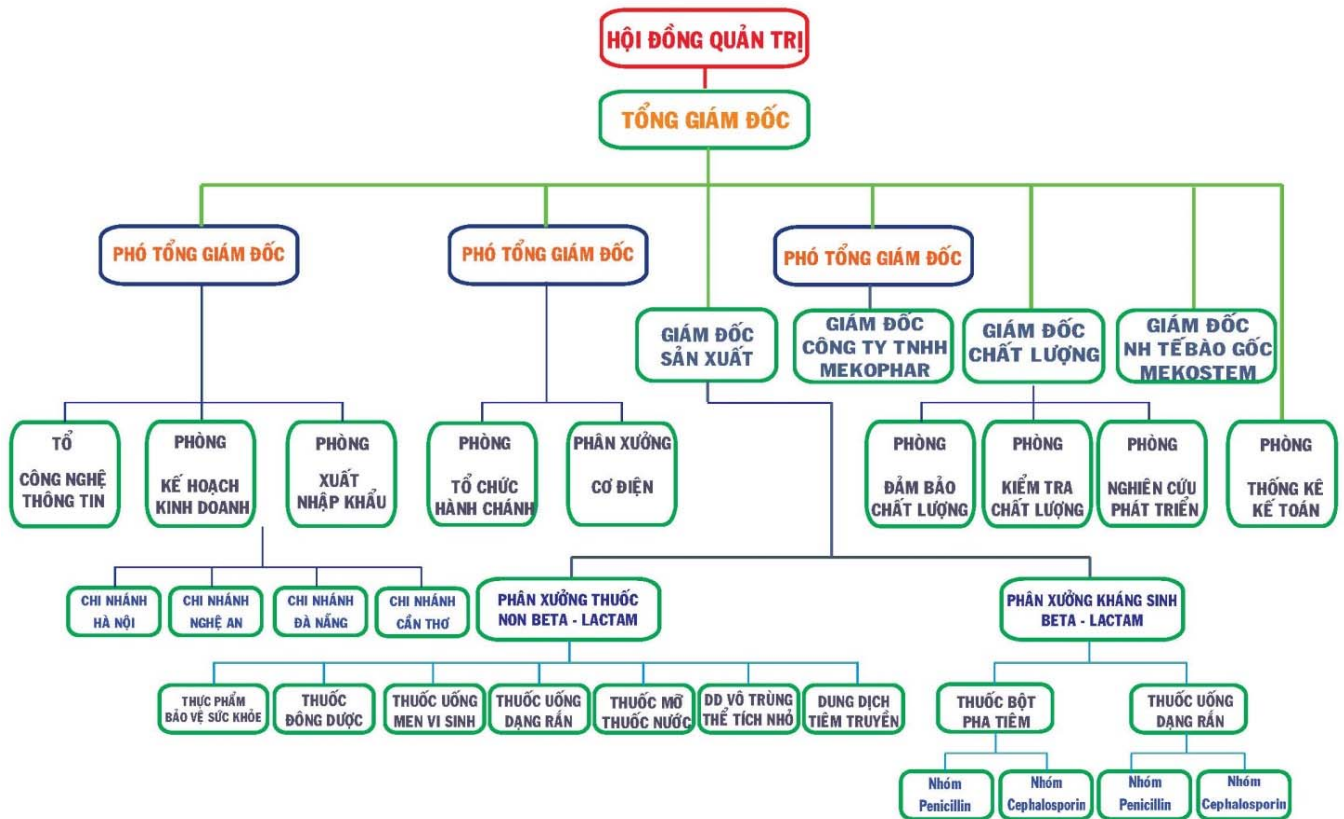 HỘI ĐỒNG QUẢN TRỊ
TỔNG GIÁM ĐỐC
PHÓ TỔNG GIÁM ĐỐC
PHÓ TỔNG GIÁM ĐỐC
PHÓ TỔNG GIÁM ĐỐC
GIÁM ĐỐC
SẢN XUẤT
GIÁM ĐỐC
CÔNG TY TNHH
MEKOPHAR
GIÁM ĐỐC
CHẤT LƯỢNG
GIÁM ĐỐC
NH TẾ BÀO GỐC
MEKOSTEM
TỔ
CÔNG NGHỆ
THÔNG TIN
PHÒNG
KẾ HOẠCH
KINH DOANH
PHÒNG
XUẤT
NHẬP KHẨU
PHÒNG
TỔ CHỨC
HÀNH CHÁNH
PHÂN XƯỞNG
CƠ ĐIỆN
PHÒNG
ĐẢM BẢO
CHẤT LƯỢNG
PHÒNG
KIỂM TRA
CHẤT LƯỢNG
PHÒNG
NGHIÊN CỨU
PHÁT TRIỂN
PHÒNG
THỐNG KÊ
KẾ TOÁN
CHI NHÁNH
HÀ NỘI
CHI NHÁNH
NGHỆ AN
CHI NHÁNH
ĐÀ NẴNG
CHI NHÁNH
CẦN THƠ
PHÂN XƯỞNG THUỐC
NON BETA - LACTAM
PHÂN XƯỞNG KHÁNG SINH
BETA - LACTAM
THỰC PHẨM
BẢO VỆ SỨC KHỎE
THUỐC
ĐÔNG DƯỢC
THUỐC UỐNG
MEN VI SINH
THUỐC UỐNG
DẠNG RẮN
THUỐC MỠ
THUỐC NƯỚC
DD VÔ TRÙNG
THỂ TÍCH NHỎ
DUNG DỊCH
TIÊM TRUYỀN
THUỐC BỘT
PHA TIÊM
THUỐC UỐNG
DẠNG RẮN
Nhóm
Penicillin
Nhóm
Cephalosporin
Nhóm
Penicillin
Nhóm
Cephalosporin